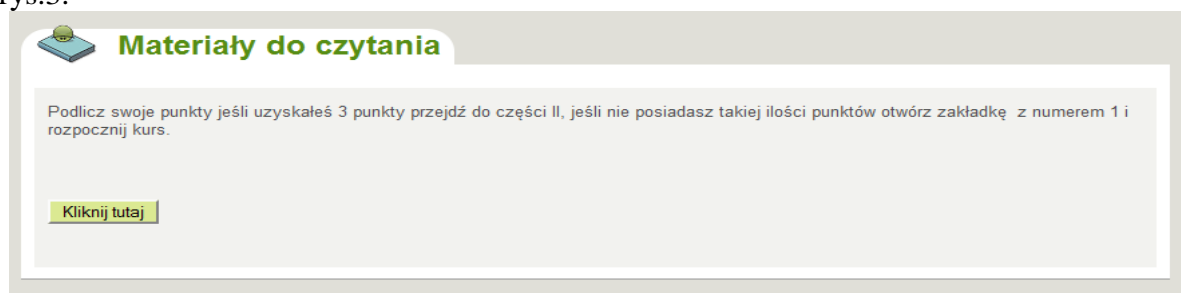 rys.3.
Materiały do czytania
Podlicz swoje punkty jeśli uzyskałeś 3 punkty przejdź do części II, jeśli nie posiadasz takiej ilości punktów otwórz zakładkę z numerem 1 i
rozpocznij kurs.
Kliknij tutaj